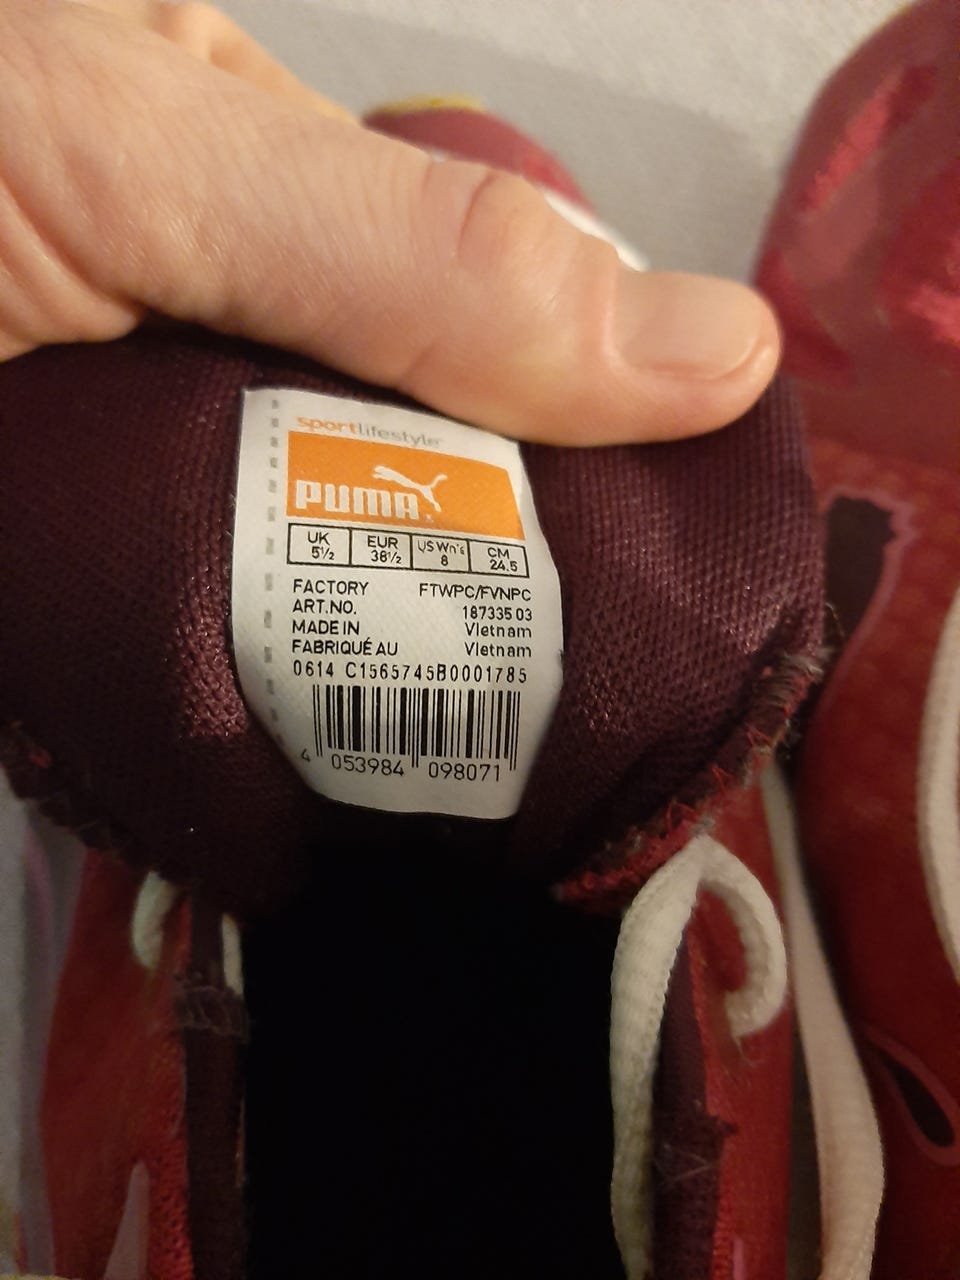 sportlifestyle
PUMA
UK EUR US Wn's CM
5½ 38½ 8 24.5
FACTORY FTWPC/FVNPC
ART.NO. 187335 03
MADE IN Vietnam
FABRIQUÉ AU Vietnam
0614 C1565745B0001785
4 053984 098071